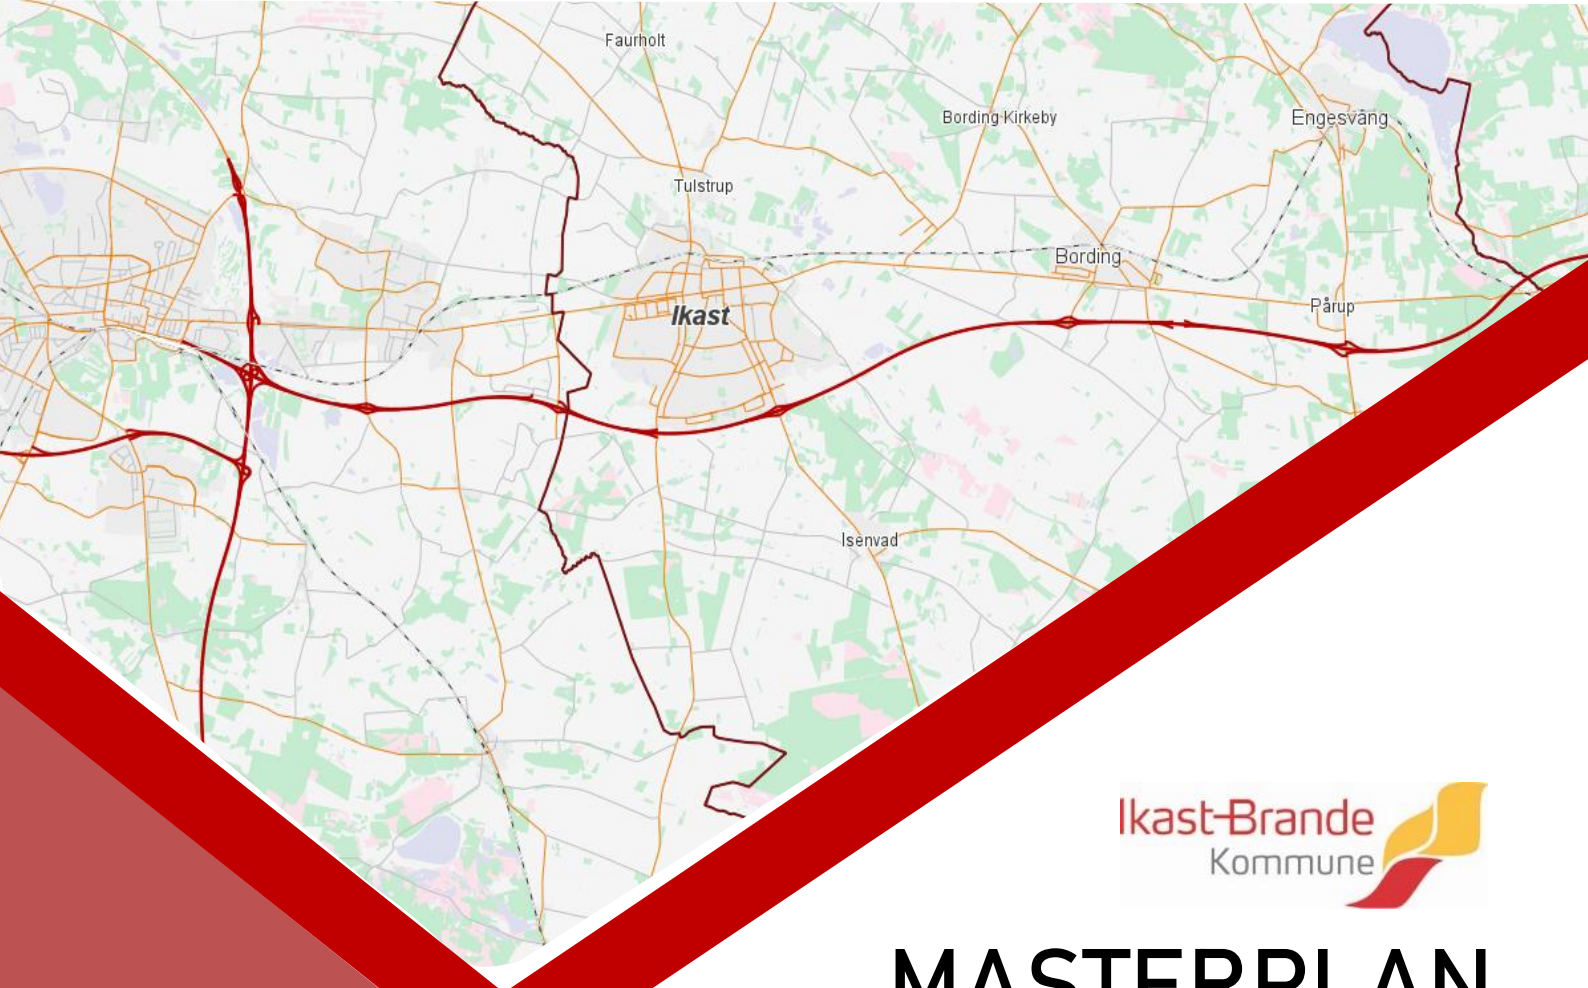 Faurholt
Bording Kirkeby
Engesvang
Tulstrup
Bording
Pårup
Ikast
Isenvad
Ikast-Brande
Kommune
MASTERPLAN